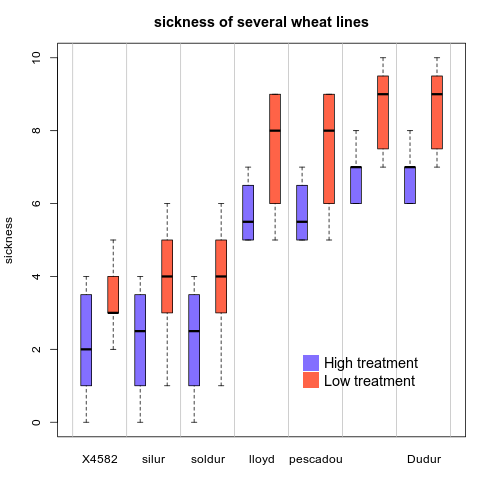 sickness of several wheat lines
sickness
10
8
6
4
2
0
High treatment
Low treatment
X4582 silur soldur lloyd pescadou Dudur